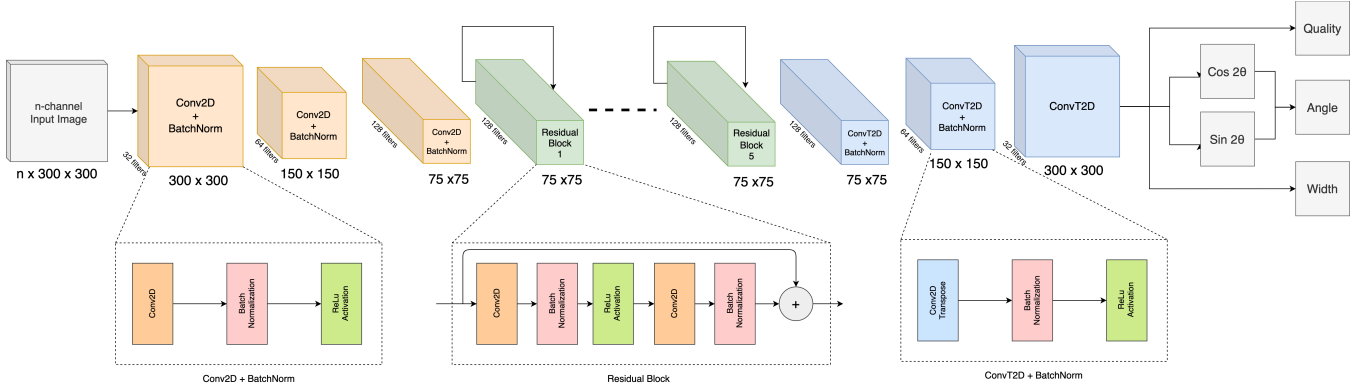 n-channel
Input Image
n x 300 x 300
32 filters
Conv2D
+
BatchNorm
300 x 300
64 filters
Conv2D
+
BatchNorm
150 x 150
128 filters
Conv2D
+
BatchNorm
75 x75
128 filters
Residual
Block
1
75 x75
128 filters
Residual
Block
5
75 x75
128 filters
ConvT2D
+
BatchNorm
75 x75
64 filters
ConvT2D
+
BatchNorm
150 x 150
32 filters
ConvT2D
300 x 300
Quality
Cos 2θ
Angle
Sin 2θ
Width
Conv2D
Batch
Normalization
ReLu
Activation
Conv2D + BatchNorm
Conv2D
Batch
Normalization
ReLu
Activation
Conv2D
Batch
Normalization
+
Residual Block
Conv2D
Transpose
Batch
Normalization
ReLu
Activation
ConvT2D + BatchNorm